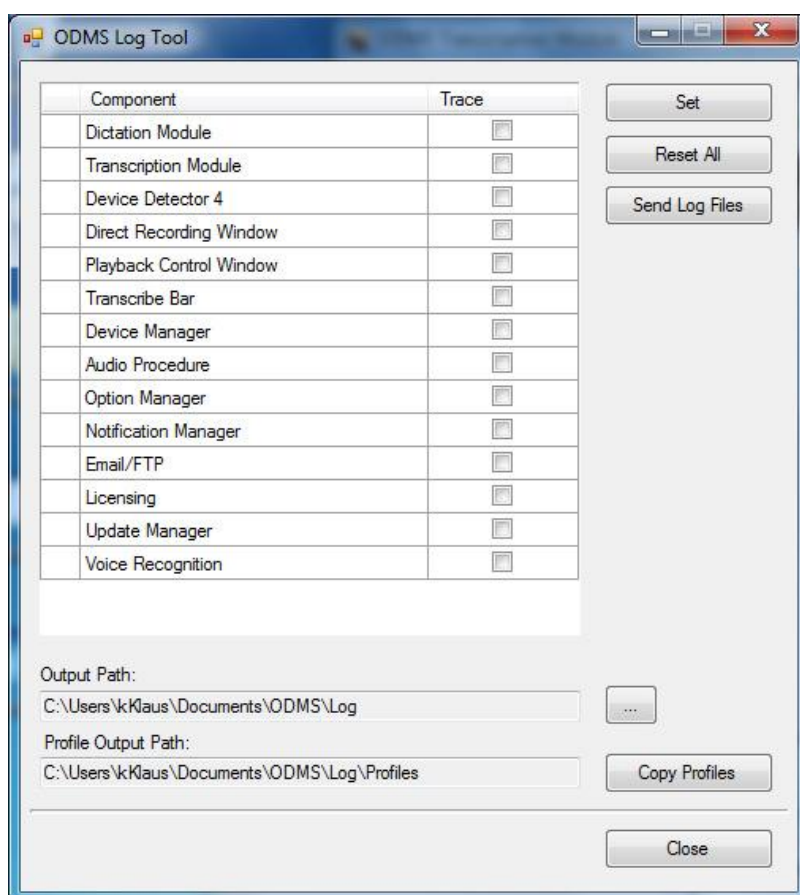 ODMS Log Tool
Component Trace
Dictation Module
Transcription Module
Device Detector 4
Direct Recording Window
Playback Control Window
Transcribe Bar
Device Manager
Audio Procedure
Option Manager
Notification Manager
Email/FTP
Licensing
Update Manager
Voice Recognition
Set
Reset All
Send Log Files
Output Path:
C:\Users\kKlaus\Documents\ODMS\Log
...
Profile Output Path:
C:\Users\kKlaus\Documents\ODMS\Log\Profiles
Copy Profiles
Close